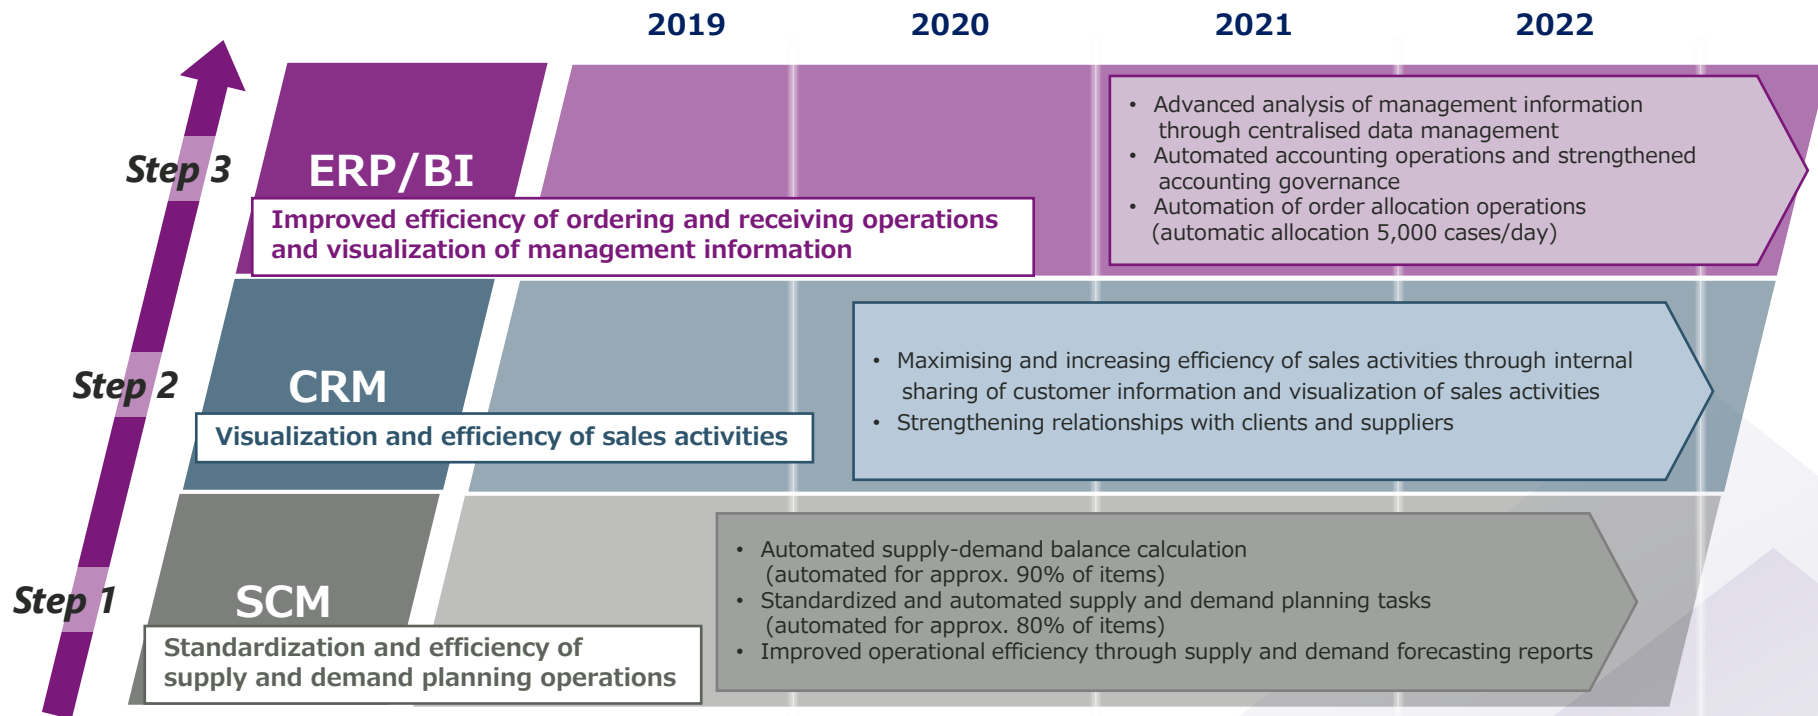 2019 2020 2021 2022
Step 3
ERP/BI
Improved efficiency of ordering and receiving operations
and visualization of management information
• Advanced analysis of management information
through centralised data management
• Automated accounting operations and strengthened
accounting governance
• Automation of order allocation operations
(automatic allocation 5,000 cases/day)
Step 2
CRM
Visualization and efficiency of sales activities
• Maximising and increasing efficiency of sales activities through internal
sharing of customer information and visualization of sales activities
• Strengthening relationships with clients and suppliers
Step 1
SCM
Standardization and efficiency of
supply and demand planning operations
• Automated supply-demand balance calculation
(automated for approx. 90% of items)
• Standardized and automated supply and demand planning tasks
(automated for approx. 80% of items)
• Improved operational efficiency through supply and demand forecasting reports